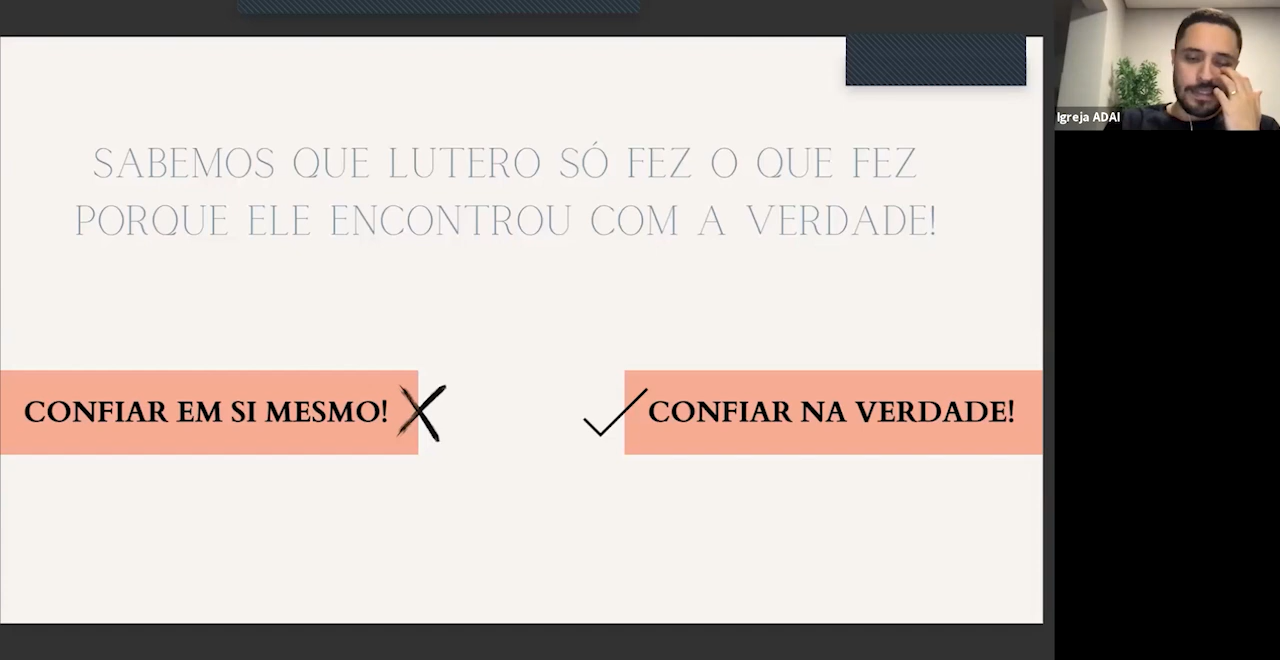 SABEMOS QUE LUTERO SÓ FEZ O QUE FEZ
PORQUE ELE ENCONTROU COM A VERDADE!
CONFIAR EM SI MESMO!
CONFIAR NA VERDADE!
Igreja ADAI